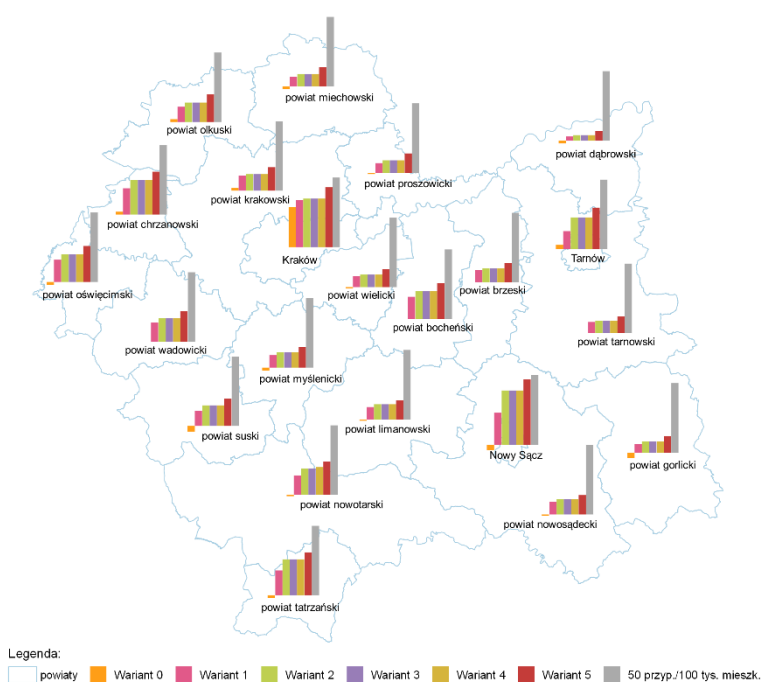 powiat miechowski
powiat olkuski
powiat dąbrowski
powiat proszowicki
powiat krakowski
powiat chrzanowski
Kraków
Tarnów
powiat oświęcimski
powiat wielicki
powiat brzeski
powiat bocheński
powiat tarnowski
powiat wadowicki
powiat myślenicki
powiat limanowski
powiat suski
Nowy Sącz
powiat gorlicki
powiat nowotarski
powiat nowosądecki
powiat tatrzański
Legenda:
powiaty Wariant 0 Wariant 1 Wariant 2 Wariant 3 Wariant 4 Wariant 5 50 przyp./100 tys. mieszk.